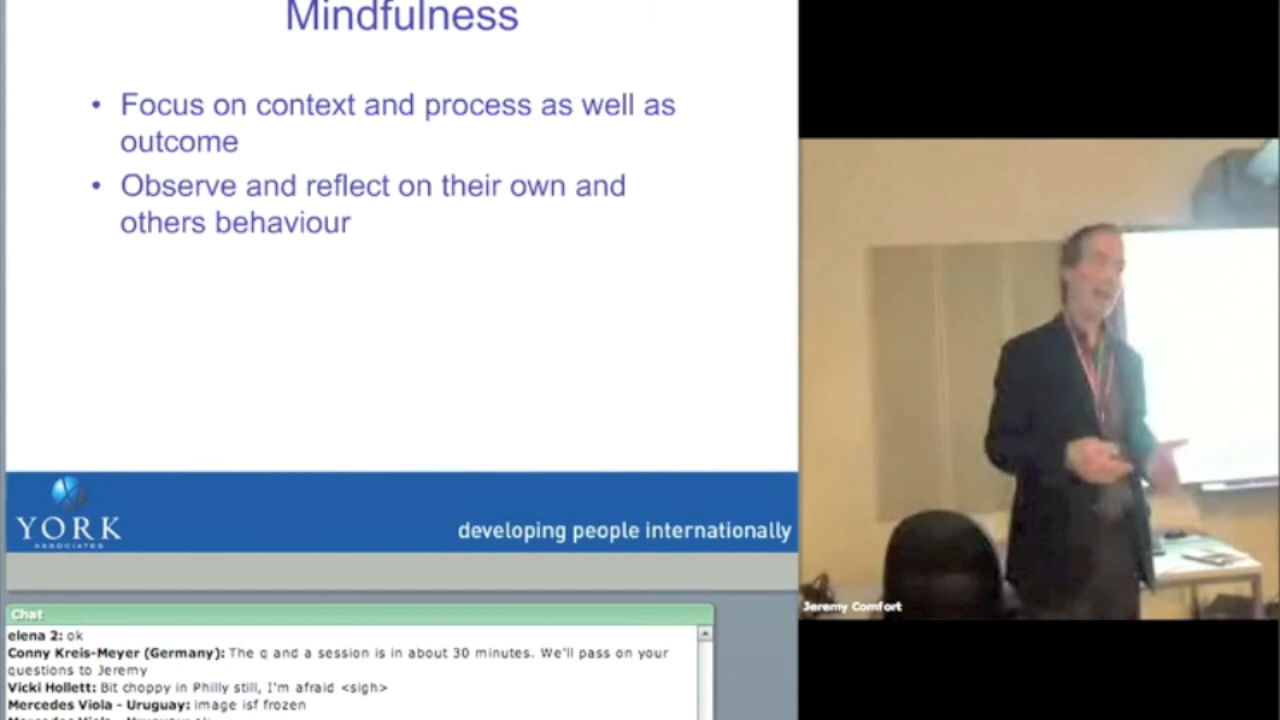 Mindfulness
• Focus on context and process as well as
outcome
• Observe and reflect on their own and
others behaviour
YORK
ASSOCIATES
developing people internationally
Jeremy Comfort
Chat
elena 2: ok
Conny Kreis-Meyer (Germany): The q and a session is in about 30 minutes. We'll pass on your
questions to Jeremy
Vicki Hollett: Bit choppy in Philly still, I'm afraid <sigh>
Mercedes Viola - Uruguay: image isf frozen